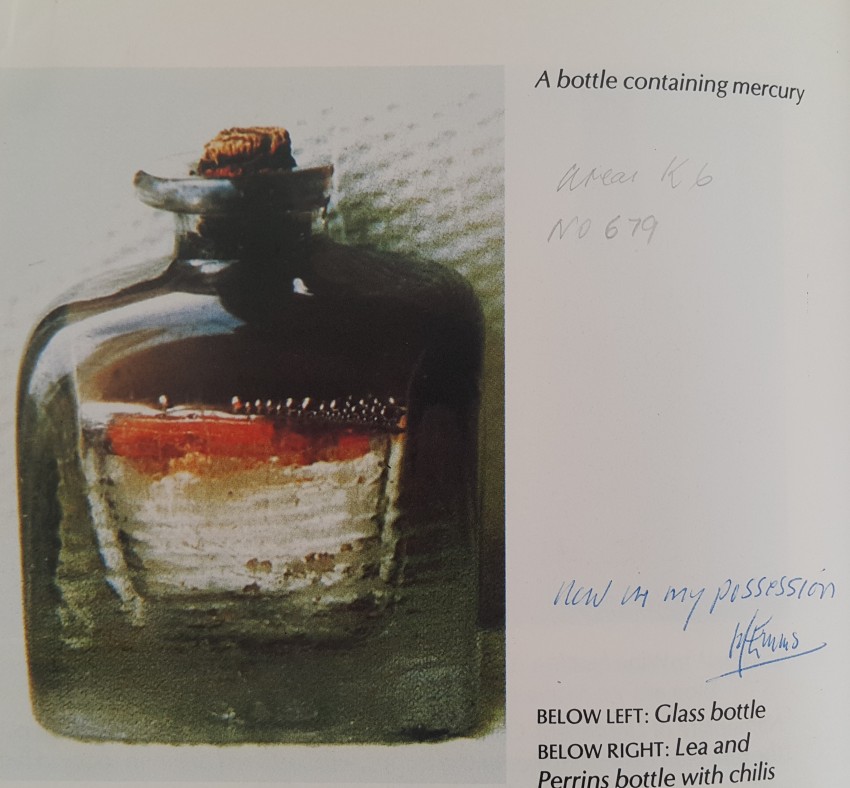 A bottle containing mercury
areas K 6
NO 679
now in my possession
BELOW LEFT: Glass bottle
BELOW RIGHT: Lea and
Perrins bottle with chilis